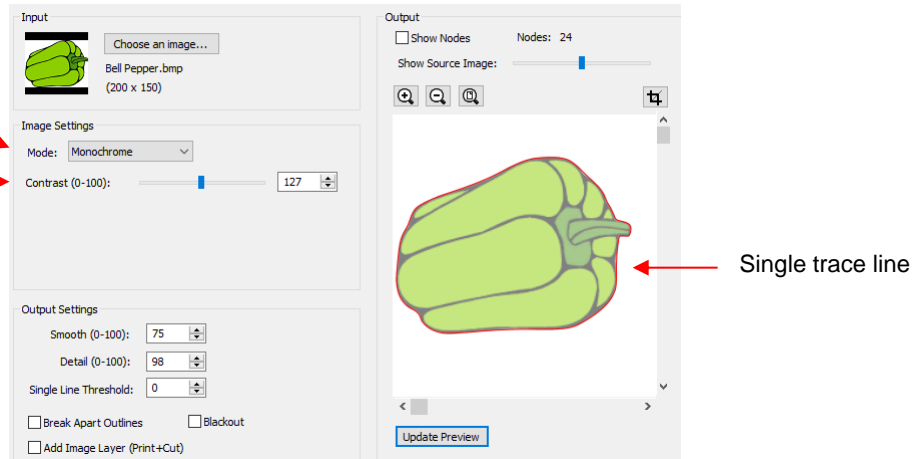 Input
Choose an image...
Bell Pepper.bmp
(200 x 150)
Image Settings
Mode: Monochrome
Contrast (0-100): 127
Output Settings
Smooth (0-100): 75
Detail (0-100): 98
Single Line Threshold: 0
Break Apart Outlines Blackout
Add Image Layer (Print+Cut)
Output
Show Nodes Nodes: 24
Show Source Image:
Update Preview
Single trace line